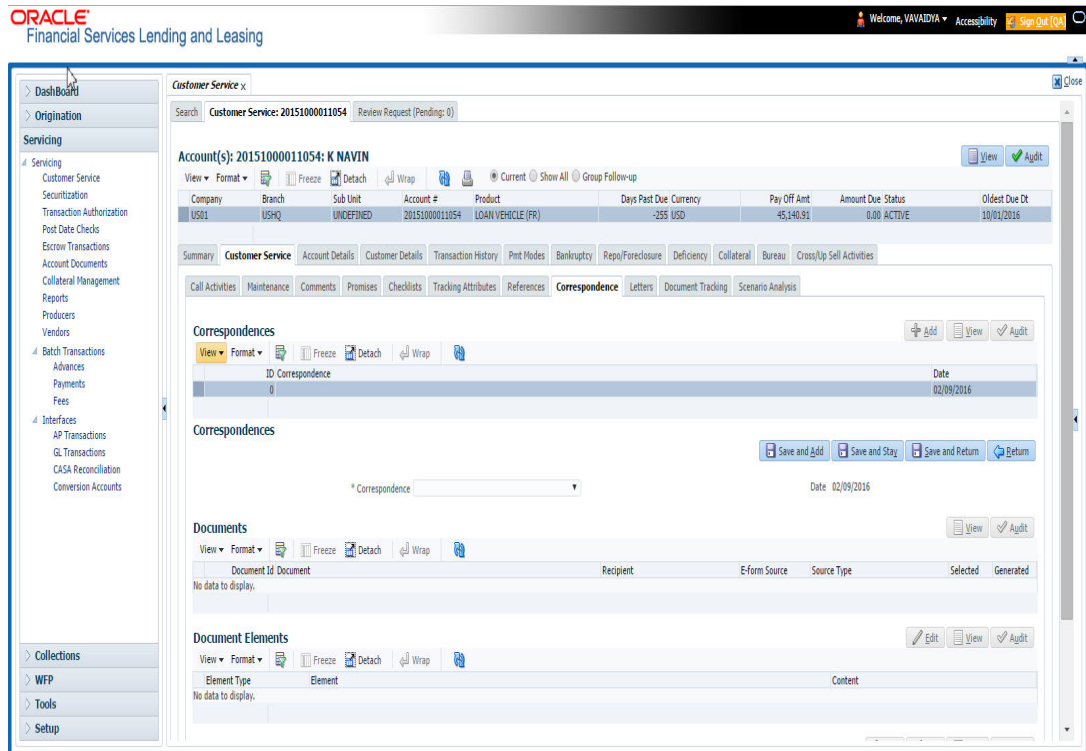 ORACLE
Financial Services Lending and Leasing
Welcome, VAVAIDYA Accessibility Sign Out [QA]
Close
DashBoard
Origination
Servicing
Servicing
Customer Service
Securitization
Transaction Authorization
Post Date Checks
Escrow Transactions
Account Documents
Collateral Management
Reports
Producers
Vendors
Batch Transactions
Advances
Payments
Fees
Interfaces
AP Transactions
GL Transactions
CASA Reconciliation
Conversion Accounts
Collections
WFP
Tools
Setup
Customer Service x
Search Customer Service: 20151000011054 Review Request (Pending: 0)
Account(s): 20151000011054: K NAVIN View Audit
View Format Freeze Detach Wrap Current Show All Group Follow-up
Company Branch Sub Unit Account # Product Days Past Due Currency Pay Off Amt Amount Due Status Oldest Due Dt
US01 USHQ UNDEFINED 20151000011054 LOAN VEHICLE (FR) -255 USD 45,140.91 0.00 ACTIVE 10/01/2016
Summary Customer Service Account Details Customer Details Transaction History Pmt Modes Bankruptcy Repo/Foreclosure Deficiency Collateral Bureau Cross/Up Sell Activities
Call Activities Maintenance Comments Promises Checklists Tracking Attributes References Correspondence Letters Document Tracking Scenario Analysis
Correspondences Add View Audit
View Format Freeze Detach Wrap
ID Correspondence Date
0 02/09/2016
Correspondences
Save and Add Save and Stay Save and Return Return
* Correspondence Date 02/09/2016
Documents View Audit
View Format Freeze Detach Wrap
Document Id Document Recipient E-form Source Source Type Selected Generated
No data to display.
Document Elements Edit View Audit
View Format Freeze Detach Wrap
Element Type Element Content
No data to display.